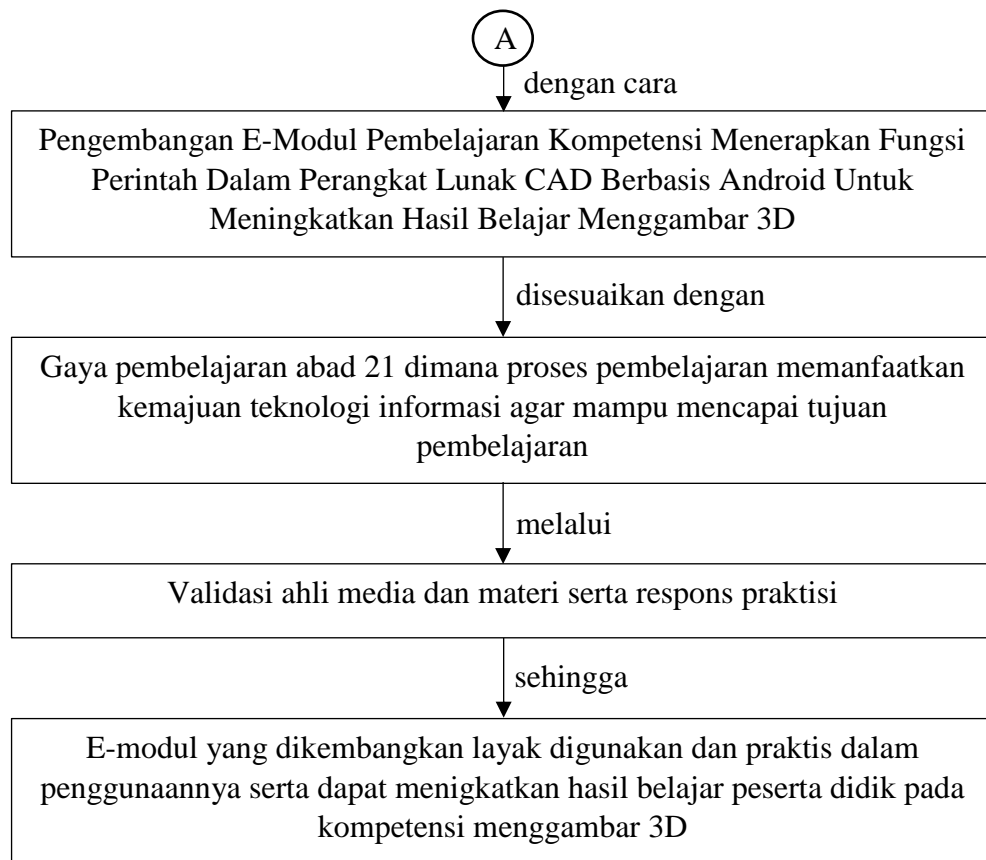 A
dengan cara
Pengembangan E-Modul Pembelajaran Kompetensi Menerapkan Fungsi
Perintah Dalam Perangkat Lunak CAD Berbasis Android Untuk
Meningkatkan Hasil Belajar Menggambar 3D
disesuaikan dengan
Gaya pembelajaran abad 21 dimana proses pembelajaran memanfaatkan
kemajuan teknologi informasi agar mampu mencapai tujuan
pembelajaran
melalui
Validasi ahli media dan materi serta respons praktisi
sehingga
E-modul yang dikembangkan layak digunakan dan praktis dalam
penggunaannya serta dapat menigkatkan hasil belajar peserta didik pada
kompetensi menggambar 3D